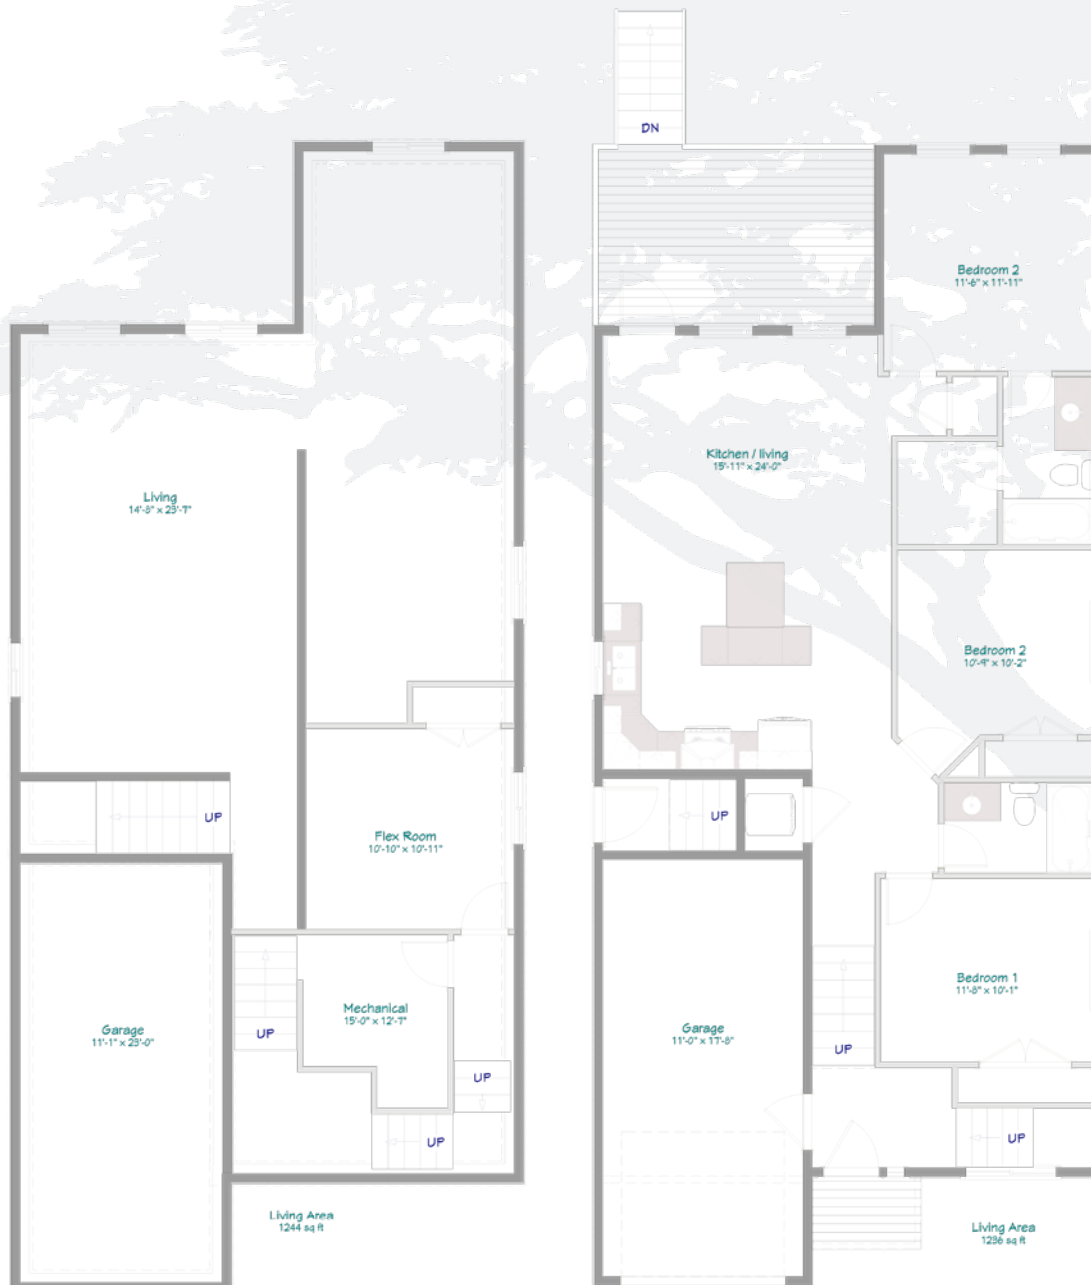 DN
Bedroom 2
11'-6" x 11'-11"
Kitchen / living
15'-11" x 24'-0"
Living
14'-8" x 23'-7"
Bedroom 2
10'-9" x 10'-2"
UP
UP
Flex Room
10'-10" x 10'-11"
Bedroom 1
11'-8" x 10'-1"
Mechanical
15'-0" x 12'-7"
Garage
11'-1" x 23'-0"
UP
Garage
11'-0" x 17'-8"
UP
UP
UP
UP
Living Area
1244 sq ft
Living Area
1236 sq ft